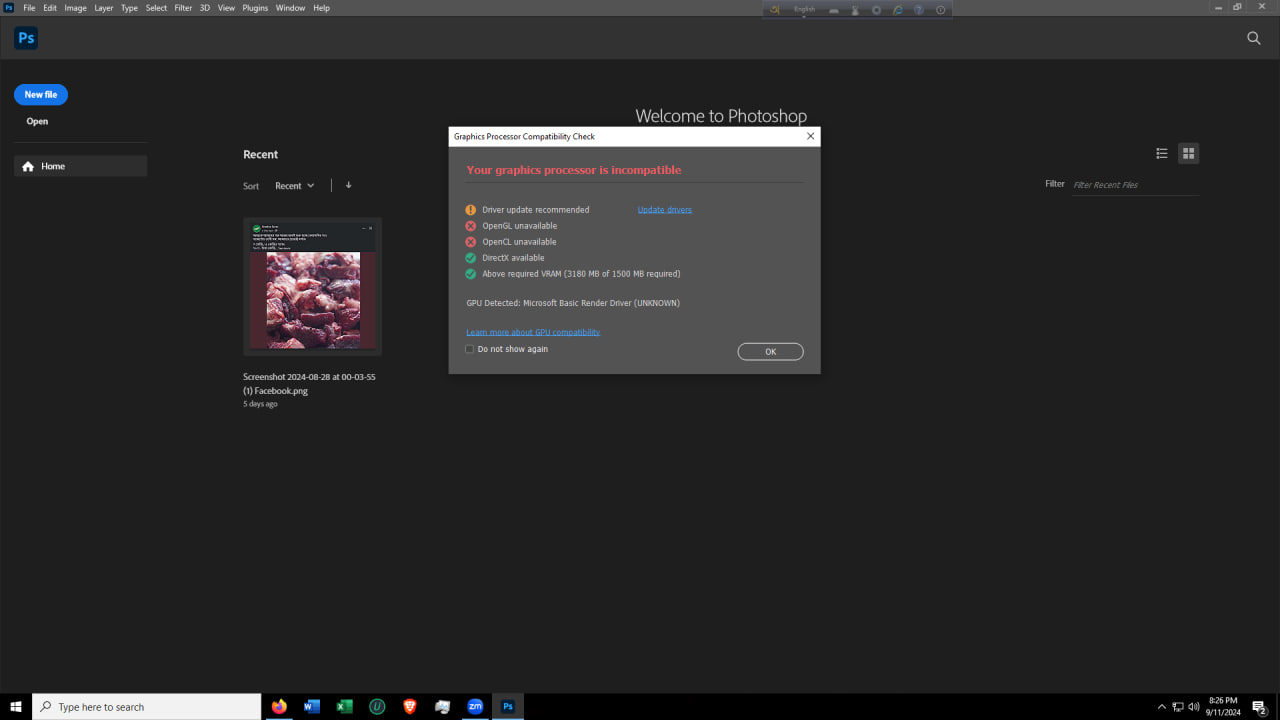 Ps File Edit Image Layer Type Select Filter 3D View Plugins Window Help
English
Ps
New file
Open
Home
Welcome to Photoshop
Recent
Sort Recent
Filter Filter Recent Files
Screenshot 2024-08-28 at 00-03-55
(1) Facebook.png
5 days ago
Graphics Processor Compatibility Check
Your graphics processor is incompatible
Driver update recommended Update drivers
OpenGL unavailable
OpenCL unavailable
DirectX available
Above required VRAM (3180 MB of 1500 MB required)
GPU Detected: Microsoft Basic Render Driver (UNKNOWN)
Learn more about GPU compatibility
Do not show again
OK
Type here to search
zm
Ps
8:26 PM
9/11/2024
2